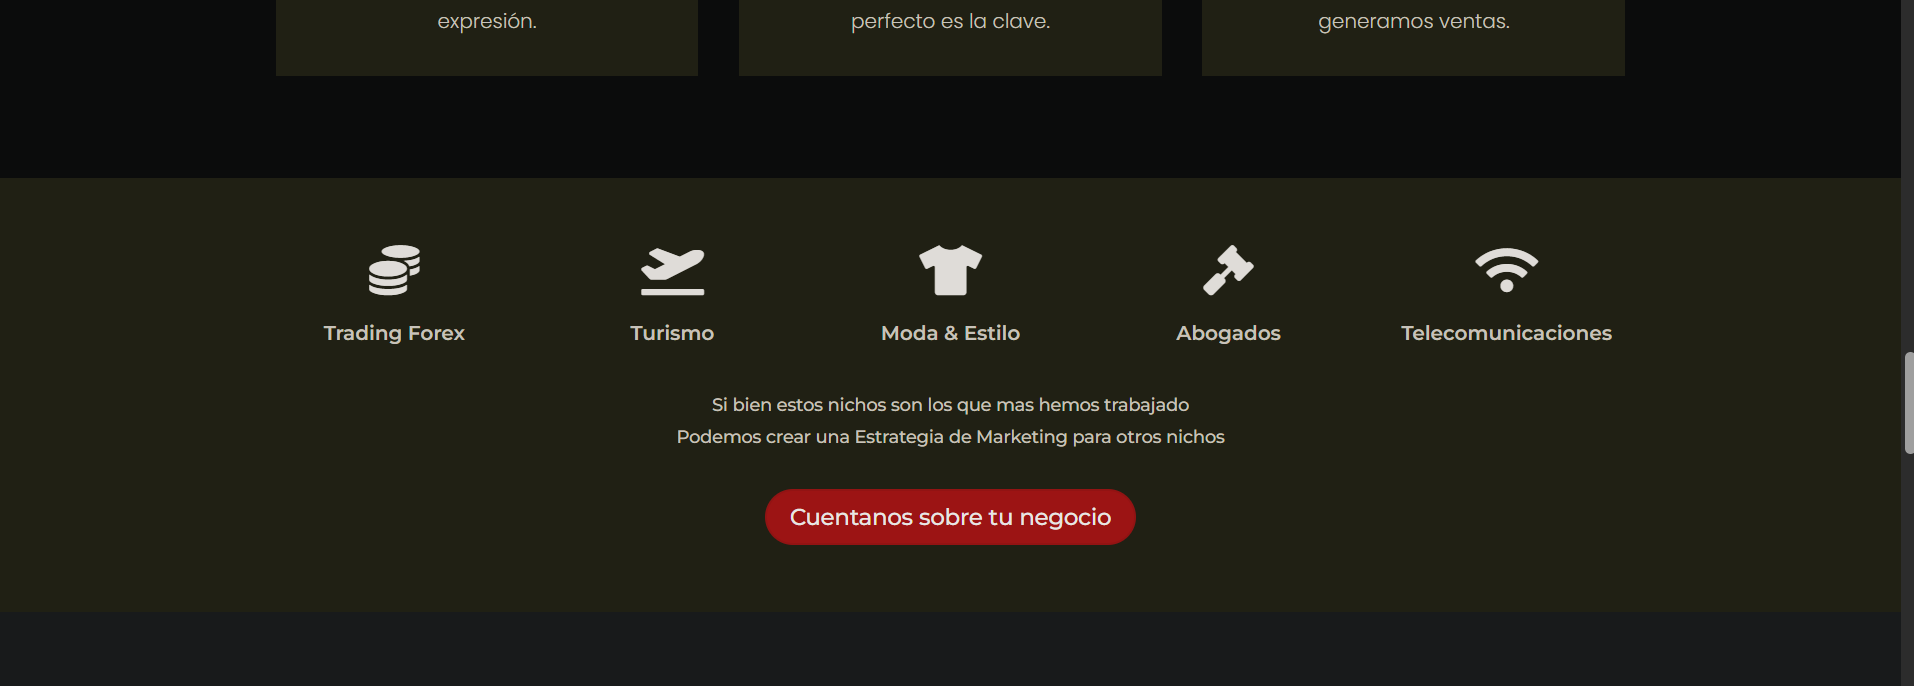 expresión.
perfecto es la clave.
generamos ventas.
Trading Forex
Turismo
Moda & Estilo
Abogados
Telecomunicaciones
Si bien estos nichos son los que mas hemos trabajado
Podemos crear una Estrategia de Marketing para otros nichos
Cuentanos sobre tu negocio